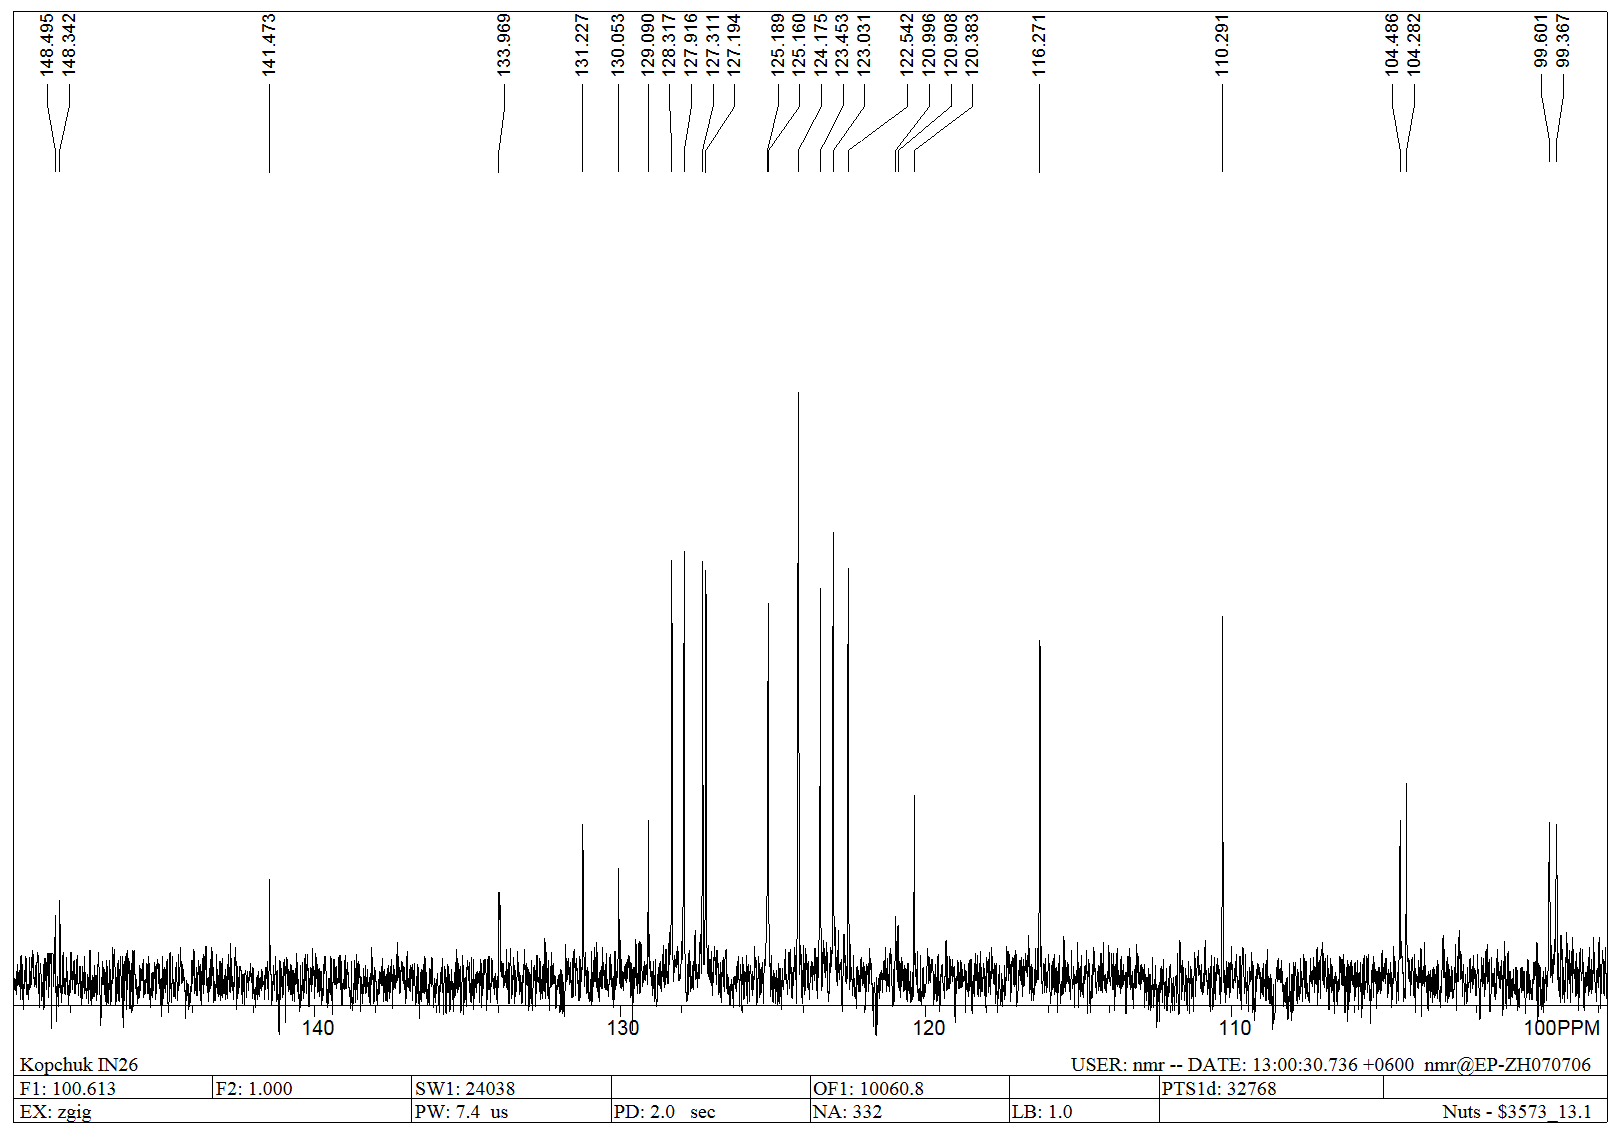 148.495 148.342 141.473 133.969 131.227 130.053 129.090 128.317 127.916 127.311 127.194 125.189 125.160 124.175 123.453 123.031 122.542 120.996 120.908 120.383 116.271 110.291 104.486 104.282 99.601 99.367
140 130 120 110 100PPM
Kopchuk IN26 USER: nmr -- DATE: 13:00:30.736 +0600 nmr@EP-ZH070706
F1: 100.613 F2: 1.000 SW1: 24038 OF1: 10060.8 PTS1d: 32768
EX: zgig PW: 7.4 us PD: 2.0 sec NA: 332 LB: 1.0 Nuts - $3573_13.1